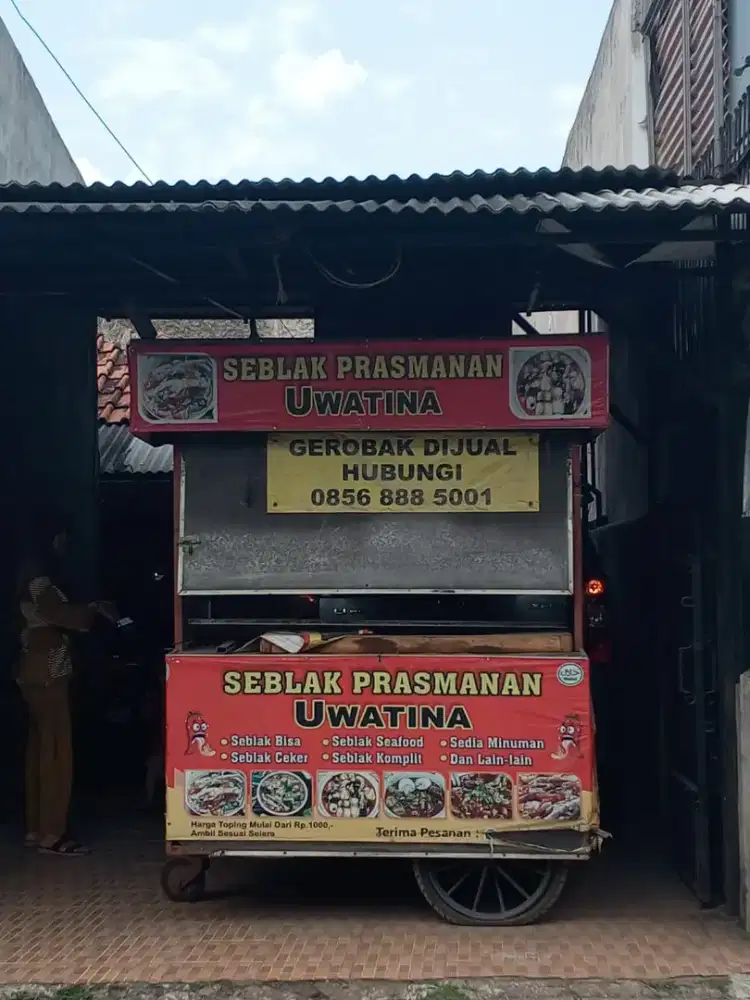 SEBLAK PRASMANAN
UWATINA
GEROBAK DIJUAL
HUBUNGI
0856 888 5001
SEBLAK PRASMANAN
UWATINA
• Seblak Bisa • Seblak Seafood • Sedia Minuman
• Seblak Ceker • Seblak Komplit • Dan Lain-lain
Harga Toping Mulai Dari Rp.1000,-
Ambil Sesuai Selera
Terima Pesanan :